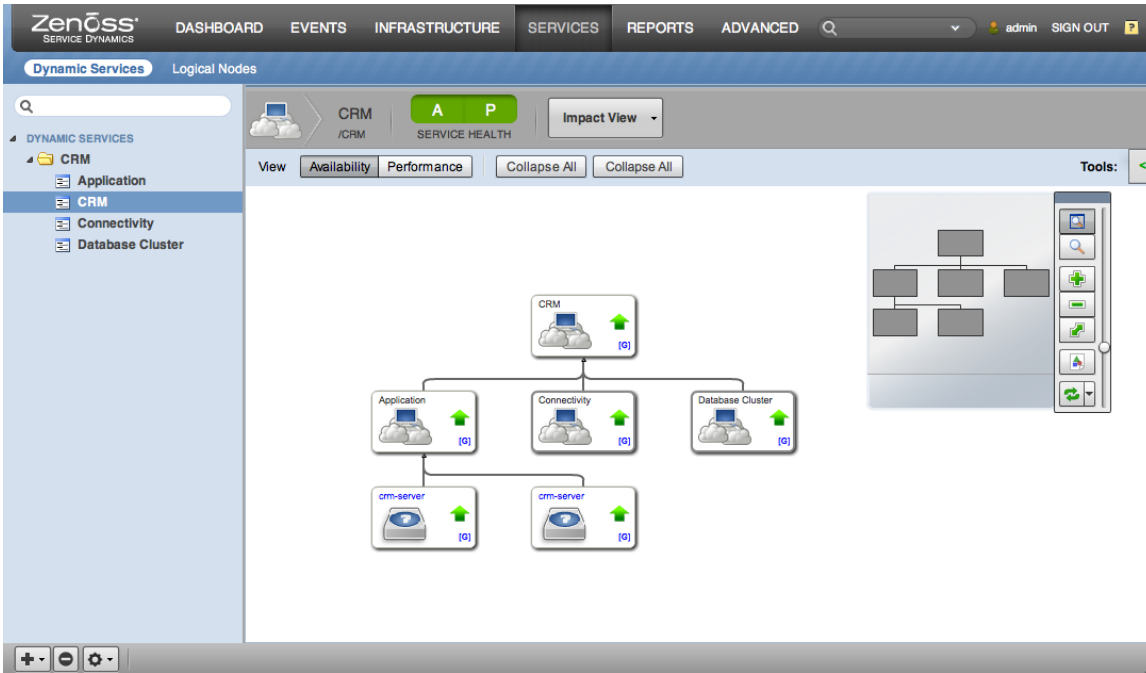 Zenoss
SERVICE DYNAMICS
DASHBOARD EVENTS INFRASTRUCTURE SERVICES REPORTS ADVANCED admin SIGN OUT ?
Dynamic Services Logical Nodes
DYNAMIC SERVICES
CRM
Application
CRM
Connectivity
Database Cluster
CRM
/CRM
A P
SERVICE HEALTH
Impact View
View Availability Performance Collapse All Collapse All Tools: <
CRM
[G]
Application Connectivity Database Cluster
[G] [G] [G]
crm-server crm-server
? ?
[G] [G]